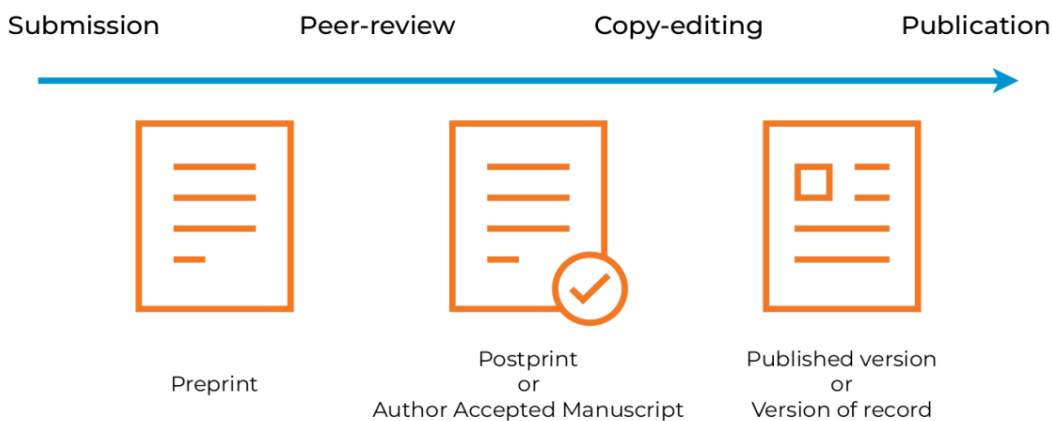 Submission Peer-review Copy-editing Publication
Preprint
Postprint
or
Author Accepted Manuscript
Published version
or
Version of record